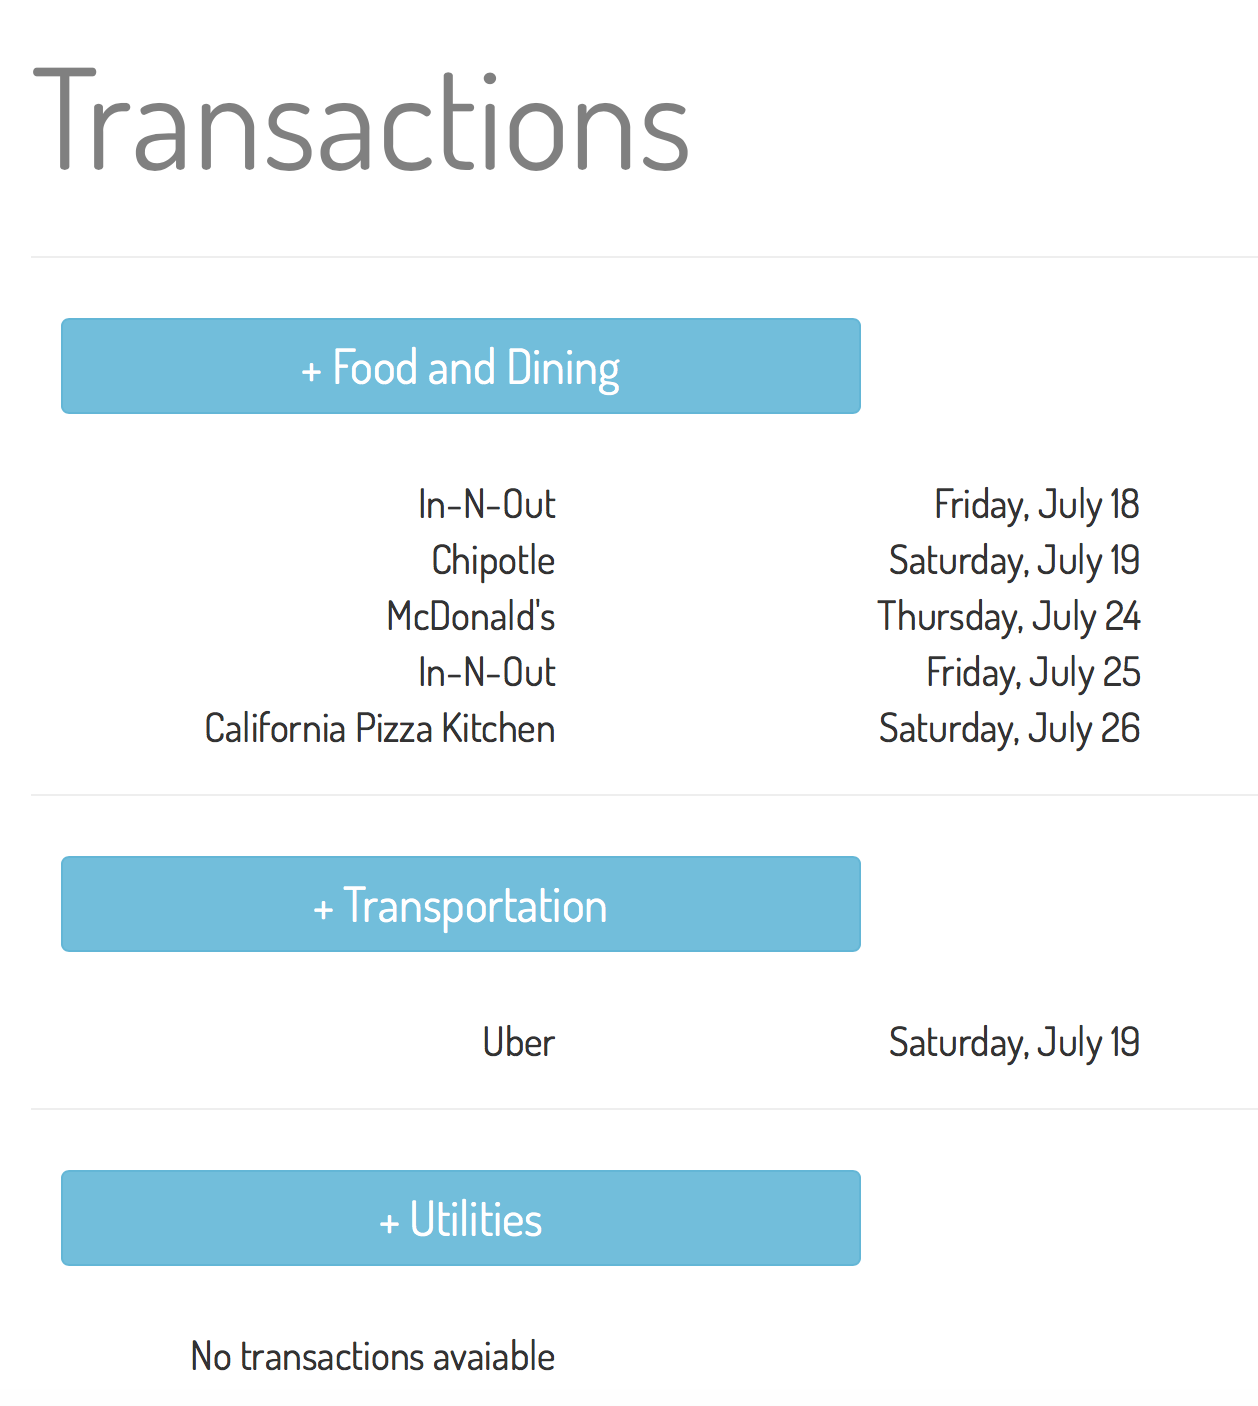 Transactions
+ Food and Dining
In-N-Out Friday, July 18
Chipotle Saturday, July 19
McDonald's Thursday, July 24
In-N-Out Friday, July 25
California Pizza Kitchen Saturday, July 26
+ Transportation
Uber Saturday, July 19
+ Utilities
No transactions avaiable